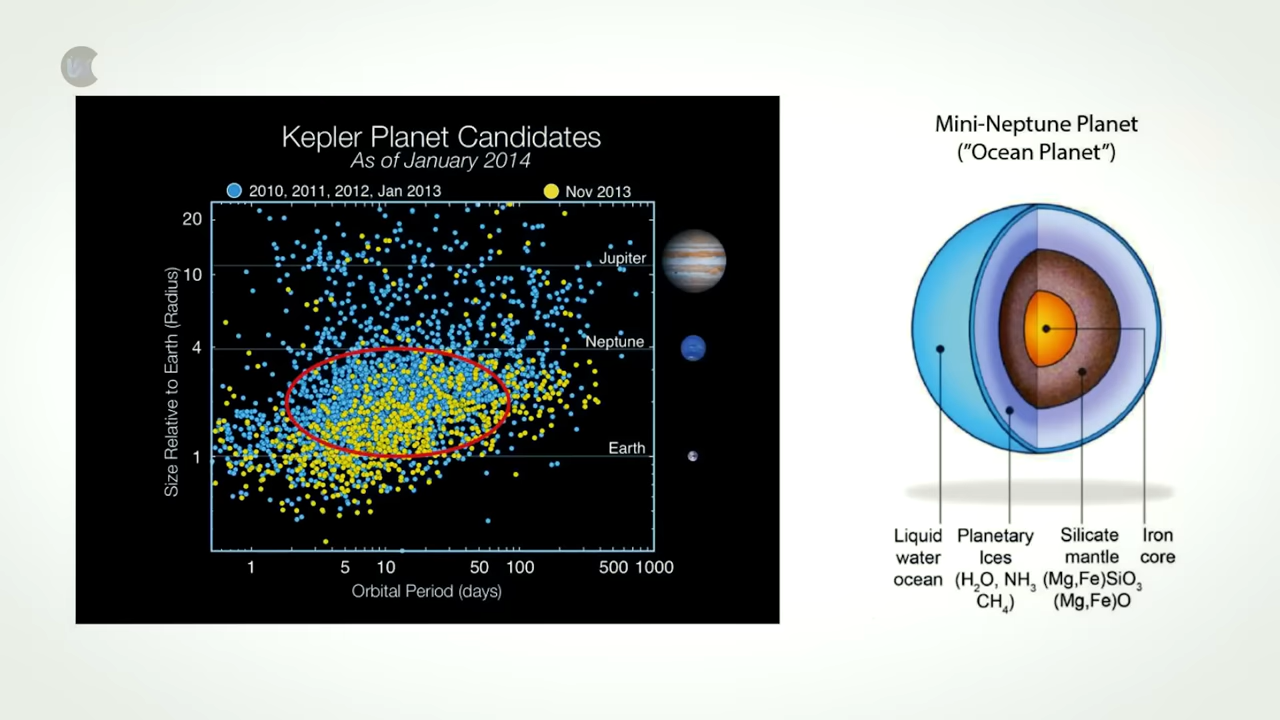 Kepler Planet Candidates
As of January 2014
2010, 2011, 2012, Jan 2013
Nov 2013
20
10
4
1
Size Relative to Earth (Radius)
Jupiter
Neptune
Earth
1 5 10 50 100 500 1000
Orbital Period (days)
Mini-Neptune Planet
("Ocean Planet")
Liquid
water
ocean
Planetary
Ices
(H₂O, NH₃
CH₄)
Silicate
mantle
(Mg,Fe)SiO₃
(Mg,Fe)O
Iron
core